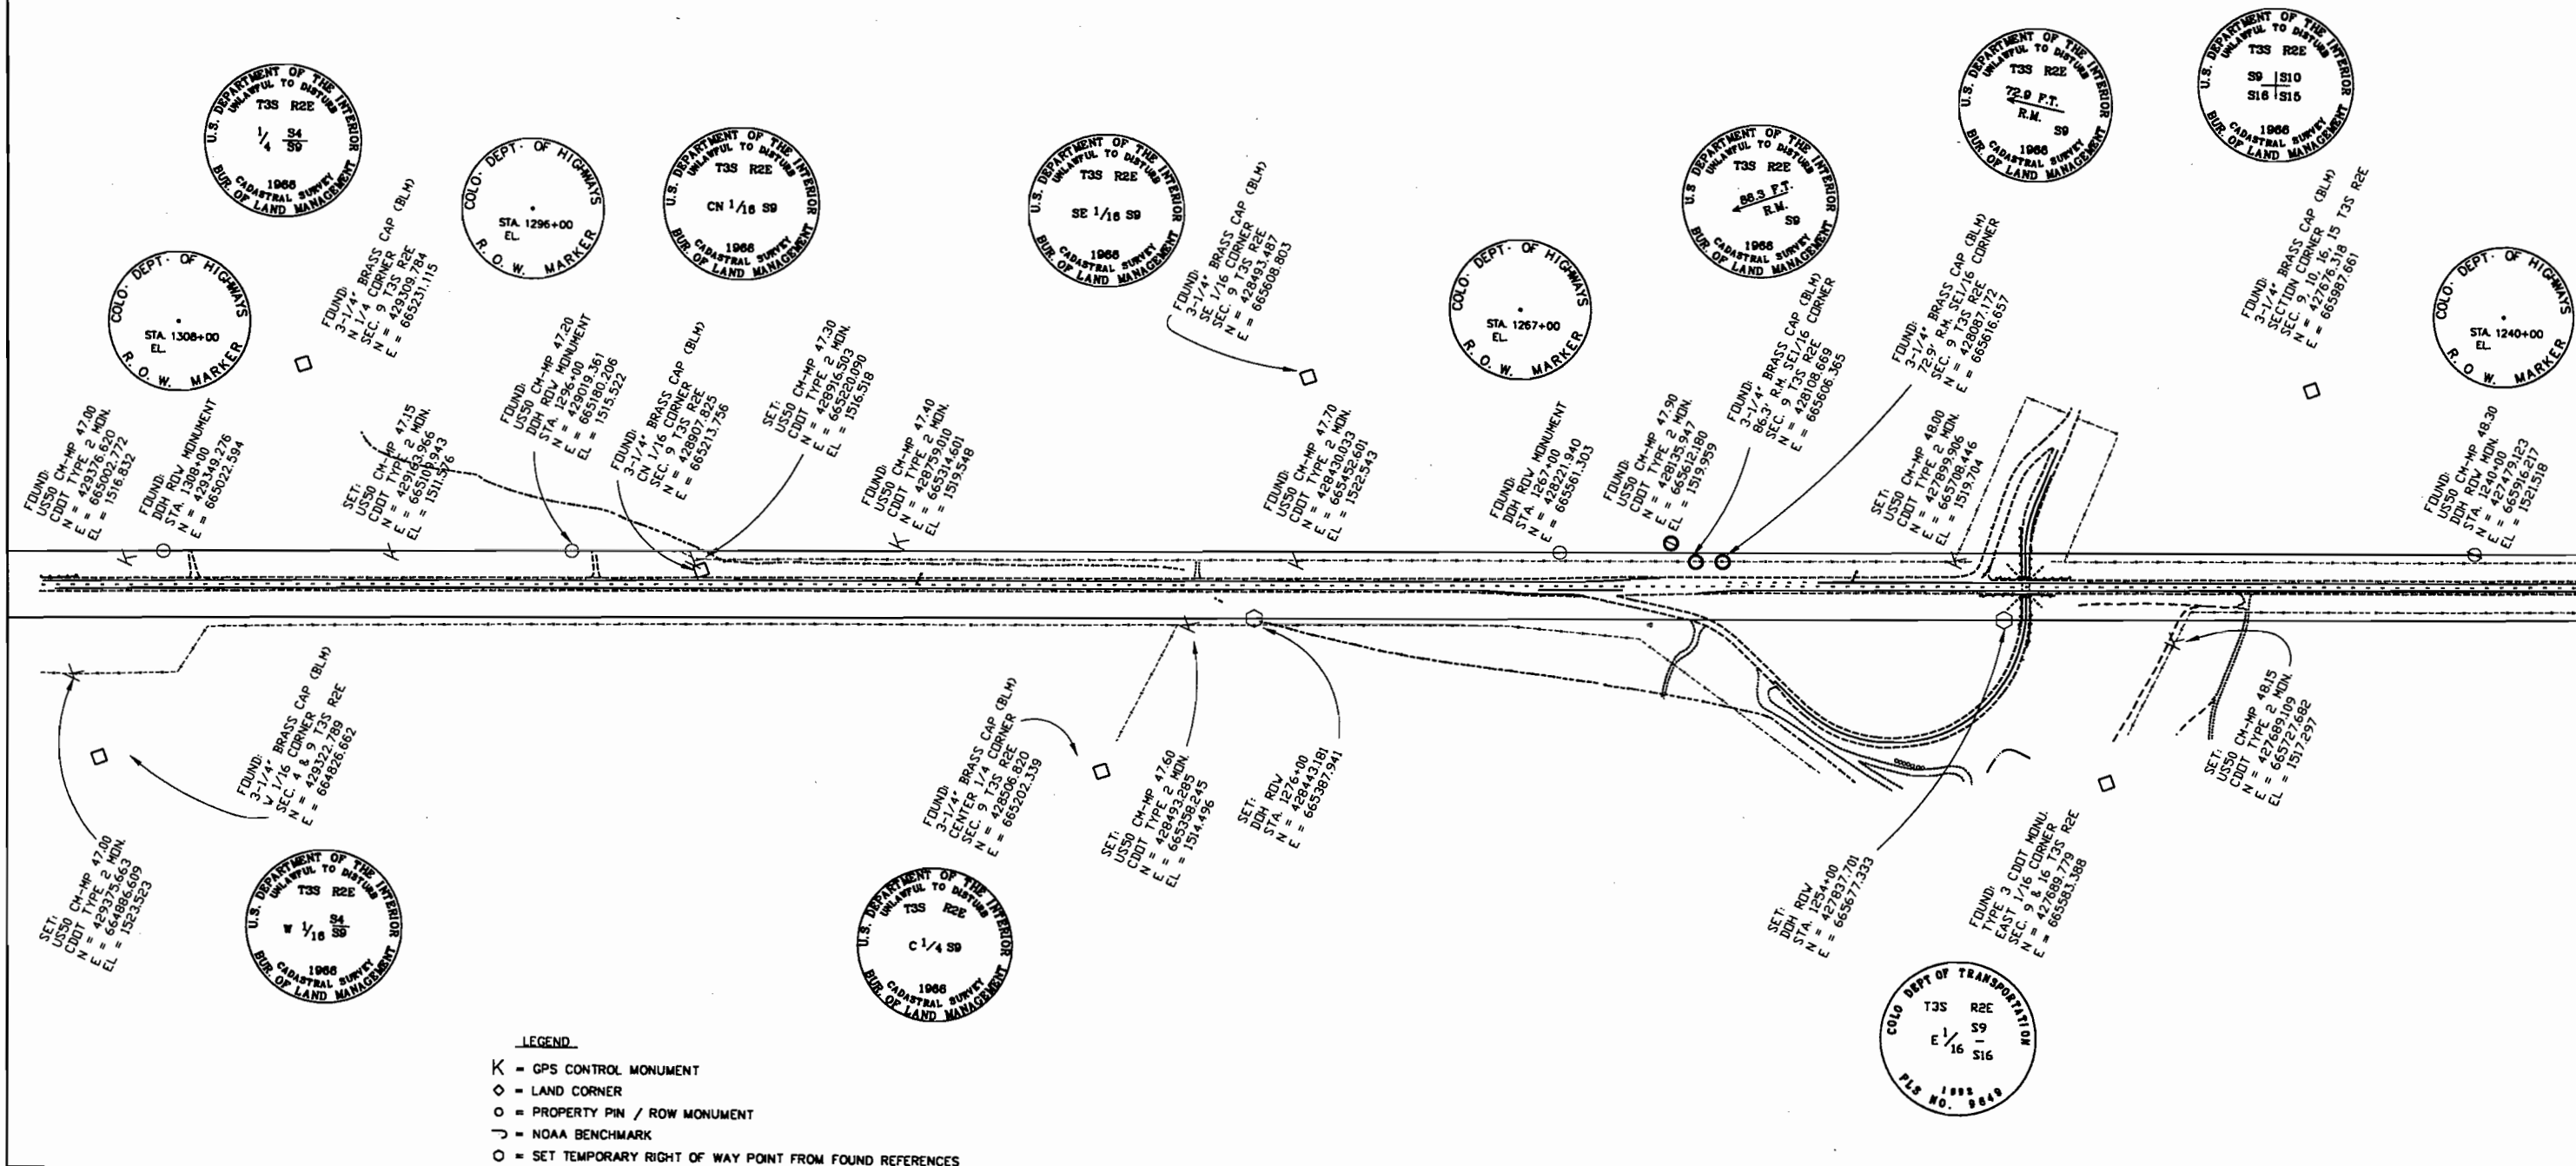 U.S. DEPARTMENT OF THE INTERIOR
UNLAWFUL TO DISTURB
T3S R2E
1/4 S4
S9
1966
CADASTRAL SURVEY
BUR. OF LAND MANAGEMENT
COLO. DEPT. OF HIGHWAYS
STA. 1296+00
EL.
R. O. W. MARKER
U.S. DEPARTMENT OF THE INTERIOR
UNLAWFUL TO DISTURB
T3S R2E
CN 1/16 S9
1966
CADASTRAL SURVEY
BUR. OF LAND MANAGEMENT
U.S. DEPARTMENT OF THE INTERIOR
UNLAWFUL TO DISTURB
T3S R2E
SE 1/16 S9
1966
CADASTRAL SURVEY
BUR. OF LAND MANAGEMENT
U.S DEPARTMENT OF THE INTERIOR
UNLAWFUL TO DISTURB
T3S R2E
86.3 F.T.
R.M.
S9
1966
CADASTRAL SURVEY
BUR. OF LAND MANAGEMENT
U.S. DEPARTMENT OF THE INTERIOR
UNLAWFUL TO DISTURB
T3S R2E
72.9 F.T.
R.M.
S9
1966
CADASTRAL SURVEY
BUR. OF LAND MANAGEMENT
U.S. DEPARTMENT OF THE INTERIOR
UNLAWFUL TO DISTURB
T3S R2E
S9 S10
S16 S15
1966
CADASTRAL SURVEY
BUR. OF LAND MANAGEMENT
COLO. DEPT. OF HIGHWAYS
STA. 1308+00
EL.
R. O. W. MARKER
COLO. DEPT. OF HIGHWAYS
STA. 1267+00
EL.
R. O. W. MARKER
COLO. DEPT. OF HIGHWAYS
STA. 1240+00
EL.
R. O. W. MARKER
FOUND:
US50 CM-MP 47.00
CDOT TYPE 2 MON.
N = 429376.620
E = 665002.772
EL = 1516.832
FOUND:
DOH ROW MONUMENT
STA. 1308+00
N = 429349.276
E = 665022.594
FOUND:
3-1/4" BRASS CAP (BLM)
N 1/4 CORNER
SEC. 9 T3S R2E
N = 429309.784
E = 665231.115
SET:
US50 CM-MP 47.15
CDOT TYPE 2 MON.
N = 429163.966
E = 665109.943
EL = 1511.576
FOUND:
US50 CM-MP 47.20
DOH ROW MONUMENT
STA. 1296+00
N = 429019.361
E = 665180.206
EL = 1515.522
FOUND:
3-1/4" BRASS CAP (BLM)
CN 1/16 CORNER
SEC. 9 T3S R2E
N = 428907.825
E = 665213.756
SET:
US50 CM-MP 47.30
CDOT TYPE 2 MON.
N = 428916.503
E = 665220.090
EL = 1516.518
FOUND:
US50 CM-MP 47.40
CDOT TYPE 2 MON.
N = 428759.010
E = 665314.601
EL = 1519.548
FOUND:
3-1/4" BRASS CAP (BLM)
SE 1/16 CORNER
SEC. 9 T3S R2E
N = 428493.487
E = 665608.803
FOUND:
US50 CM-MP 47.70
CDOT TYPE 2 MON.
N = 428430.033
E = 665452.601
EL = 1522.543
FOUND:
DOH ROW MONUMENT
STA. 1267+00
N = 428221.940
E = 665561.303
FOUND:
US50 CM-MP 47.90
CDOT TYPE 2 MON.
N = 428135.947
E = 665612.180
EL = 1519.959
FOUND:
3-1/4" BRASS CAP (BLM)
86.3' R.M. SE1/16 CORNER
SEC. 9 T3S R2E
N = 428108.669
E = 665606.365
FOUND:
3-1/4" BRASS CAP (BLM)
72.9' R.M. SE1/16 CORNER
SEC. 9 T3S R2E
N = 428087.172
E = 665616.657
SET:
US50 CM-MP 48.00
CDOT TYPE 2 MON.
N = 427899.906
E = 665708.446
EL = 1519.704
FOUND:
3-1/4" BRASS CAP (BLM)
SECTION CORNER
SEC. 9, 10, 16, 15 T3S R2E
N = 427676.318
E = 665987.661
FOUND:
US50 CM-MP 48.30
DOH ROW MON.
STA. 1240+00
N = 427479.123
E = 665916.217
EL = 1521.518
SET:
US50 CM-MP 47.00
CDOT TYPE 2 MON.
N = 429375.663
E = 664886.609
EL = 1523.523
FOUND:
3-1/4" BRASS CAP (BLM)
W 1/16 CORNER
SEC. 4 & 9 T3S R2E
N = 429322.789
E = 664826.662
FOUND:
3-1/4" BRASS CAP (BLM)
CENTER 1/4 CORNER
SEC. 9 T3S R2E
N = 428506.820
E = 665202.339
SET:
US50 CM-MP 47.60
CDOT TYPE 2 MON.
N = 428493.285
E = 665358.245
EL = 1514.496
SET:
DOH ROW
STA. 1276+00
N = 428443.181
E = 665387.941
SET:
DOH ROW
STA. 1254+00
N = 427837.701
E = 665677.333
FOUND:
TYPE 3 CDOT MONU.
EAST 1/16 CORNER
SEC. 9 & 16 T3S R2E
N = 427689.779
E = 665583.388
SET:
US50 CM-MP 48.15
CDOT TYPE 2 MON.
N = 427689.109
E = 665727.682
EL = 1517.297
U.S. DEPARTMENT OF THE INTERIOR
UNLAWFUL TO DISTURB
T3S R2E
W 1/16 S4
S9
1966
CADASTRAL SURVEY
BUR. OF LAND MANAGEMENT
U.S. DEPARTMENT OF THE INTERIOR
UNLAWFUL TO DISTURB
T3S R2E
C 1/4 S9
1966
CADASTRAL SURVEY
BUR. OF LAND MANAGEMENT
COLO DEPT OF TRANSPORTATION
T3S R2E
E 1/16 S9
S16
PLS NO. 9649
LEGEND
K = GPS CONTROL MONUMENT
◇ = LAND CORNER
○ = PROPERTY PIN / ROW MONUMENT
= NOAA BENCHMARK
⬡ = SET TEMPORARY RIGHT OF WAY POINT FROM FOUND REFERENCES